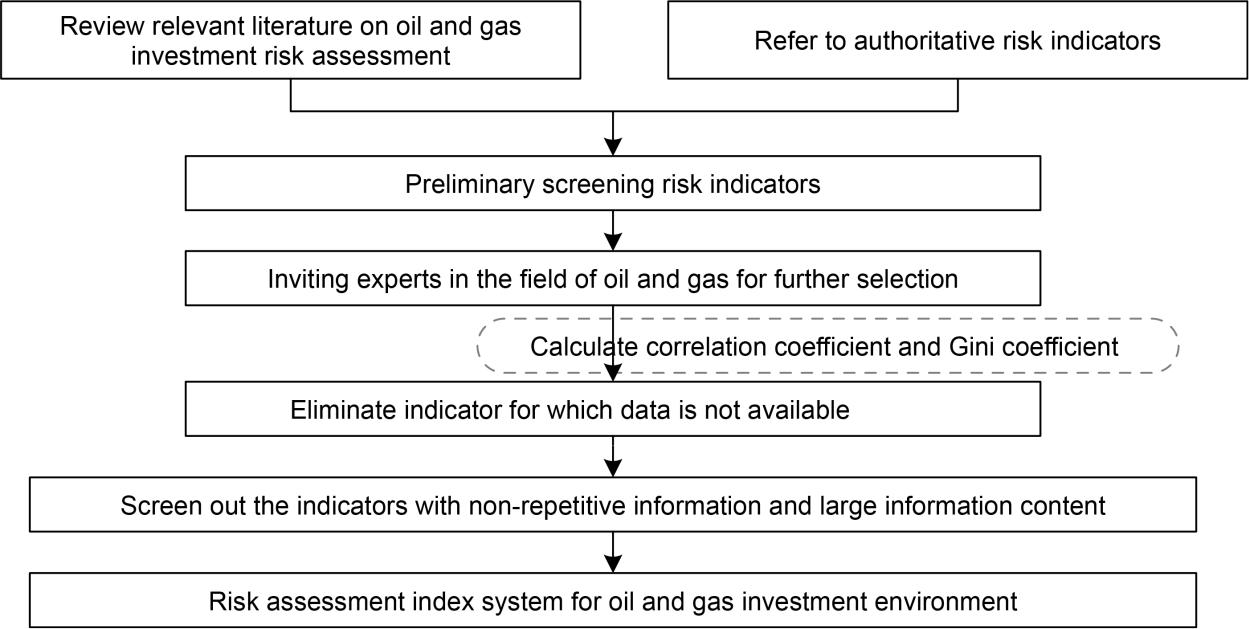 Review relevant literature on oil and gas
investment risk assessment
Refer to authoritative risk indicators
Preliminary screening risk indicators
Inviting experts in the field of oil and gas for further selection
Calculate correlation coefficient and Gini coefficient
Eliminate indicator for which data is not available
Screen out the indicators with non-repetitive information and large information content
Risk assessment index system for oil and gas investment environment